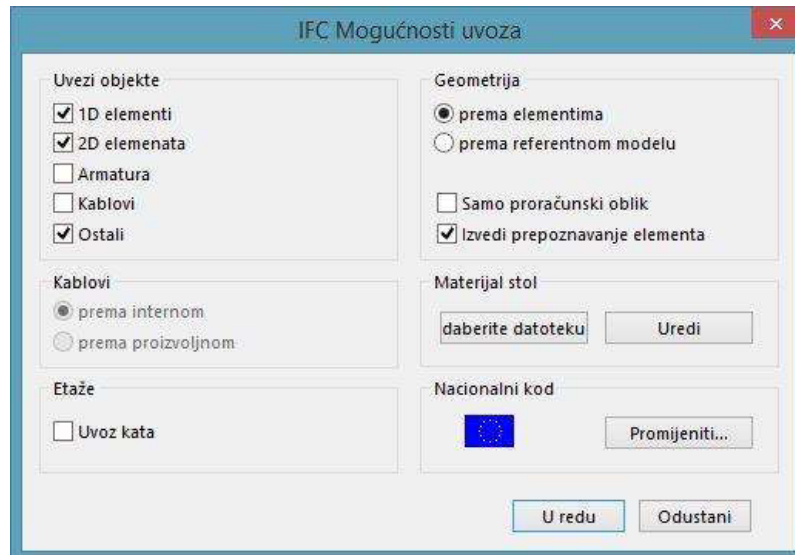 IFC Mogućnosti uvoza
Uvezi objekte
1D elementi
2D elemenata
Armatura
Kablovi
Ostali
Geometrija
prema elementima
prema referentnom modelu
Samo proračunski oblik
Izvedi prepoznavanje elementa
Kablovi
prema internom
prema proizvoljnom
Materijal stol
daberite datoteku
Uredi
Etaže
Uvoz kata
Nacionalni kod
Promijeniti...
U redu
Odustani